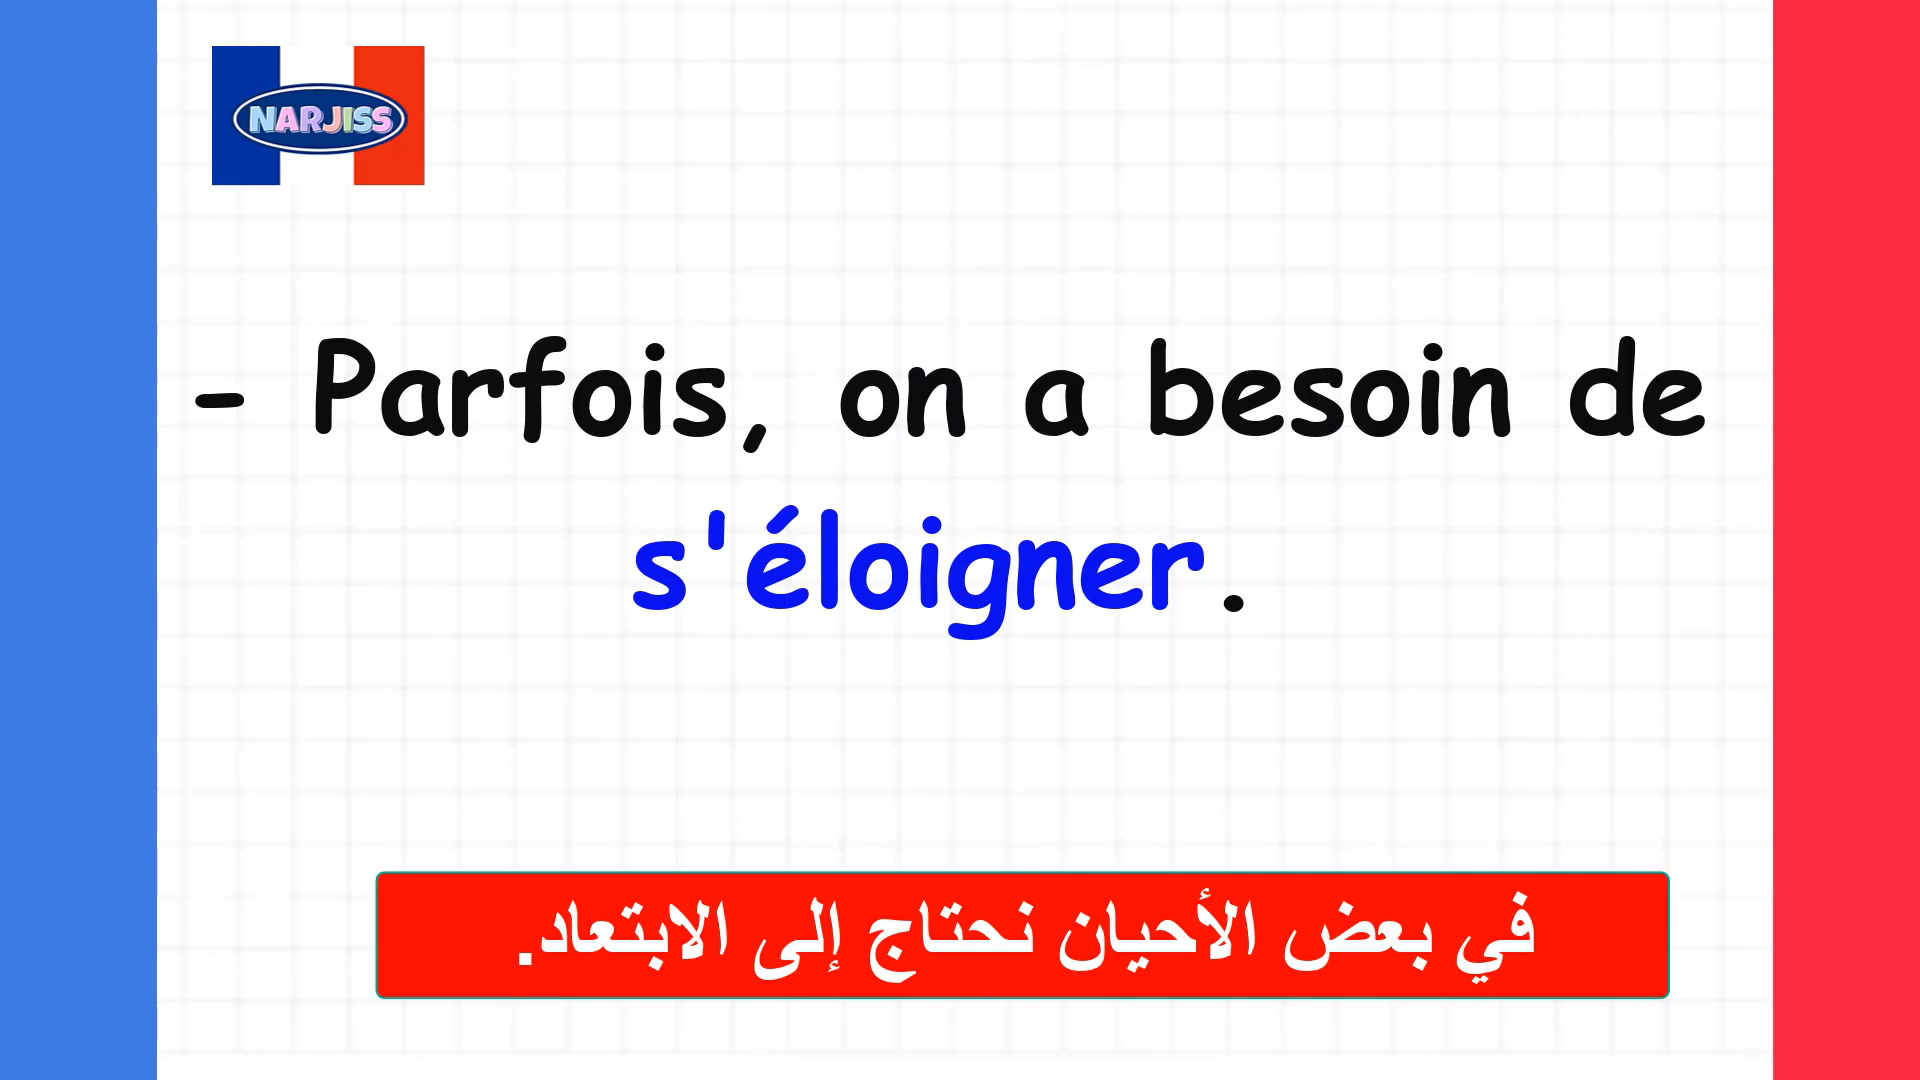 NARJISS
- Parfois, on a besoin de
s'éloigner.
في بعض الأحيان نحتاج إلى الابتعاد.